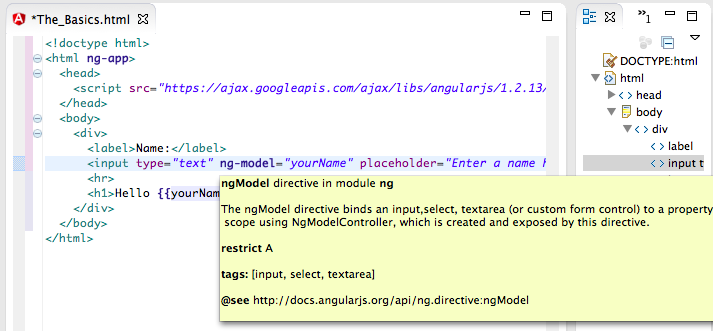 *The_Basics.html
<!doctype html>
<html ng-app>
<head>
<script src="https://ajax.googleapis.com/ajax/libs/angularjs/1.2.13/
</head>
<body>
<div>
<label>Name:</label>
<input type="text" ng-model="yourName" placeholder="Enter a name h
<hr>
<h1>Hello {{yourNam
</div>
</body>
</html>
ngModel directive in module ng
The ngModel directive binds an input,select, textarea (or custom form control) to a property
scope using NgModelController, which is created and exposed by this directive.
restrict A
tags: [input, select, textarea]
@see http://docs.angularjs.org/api/ng.directive:ngModel
»1
DOCTYPE:html
html
head
body
div
label
input t